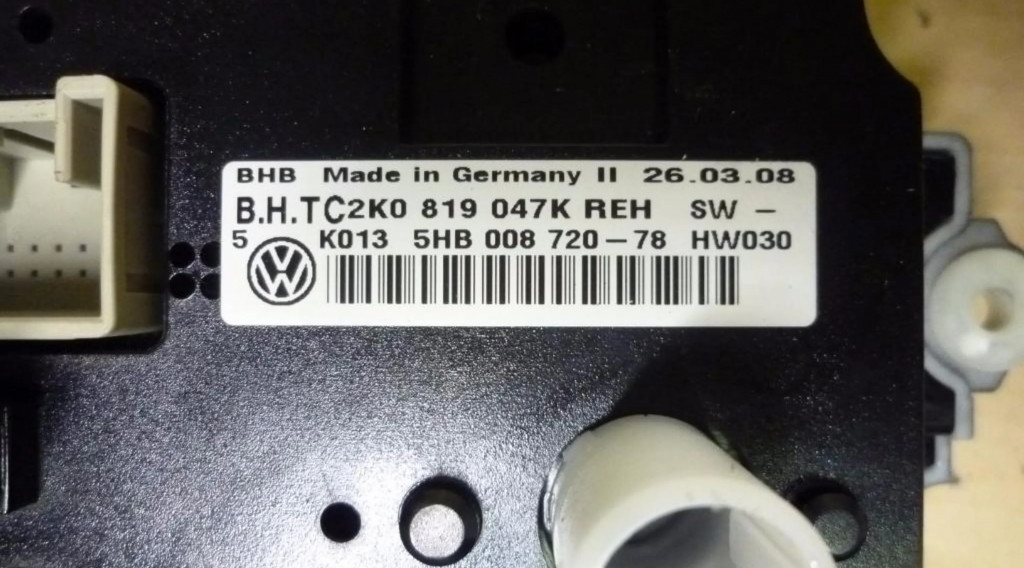 BHB Made in Germany II 26.03.08
B.H.TC2K0 819 047K REH SW –
5 K013 5HB 008 720–78 HW030
VW